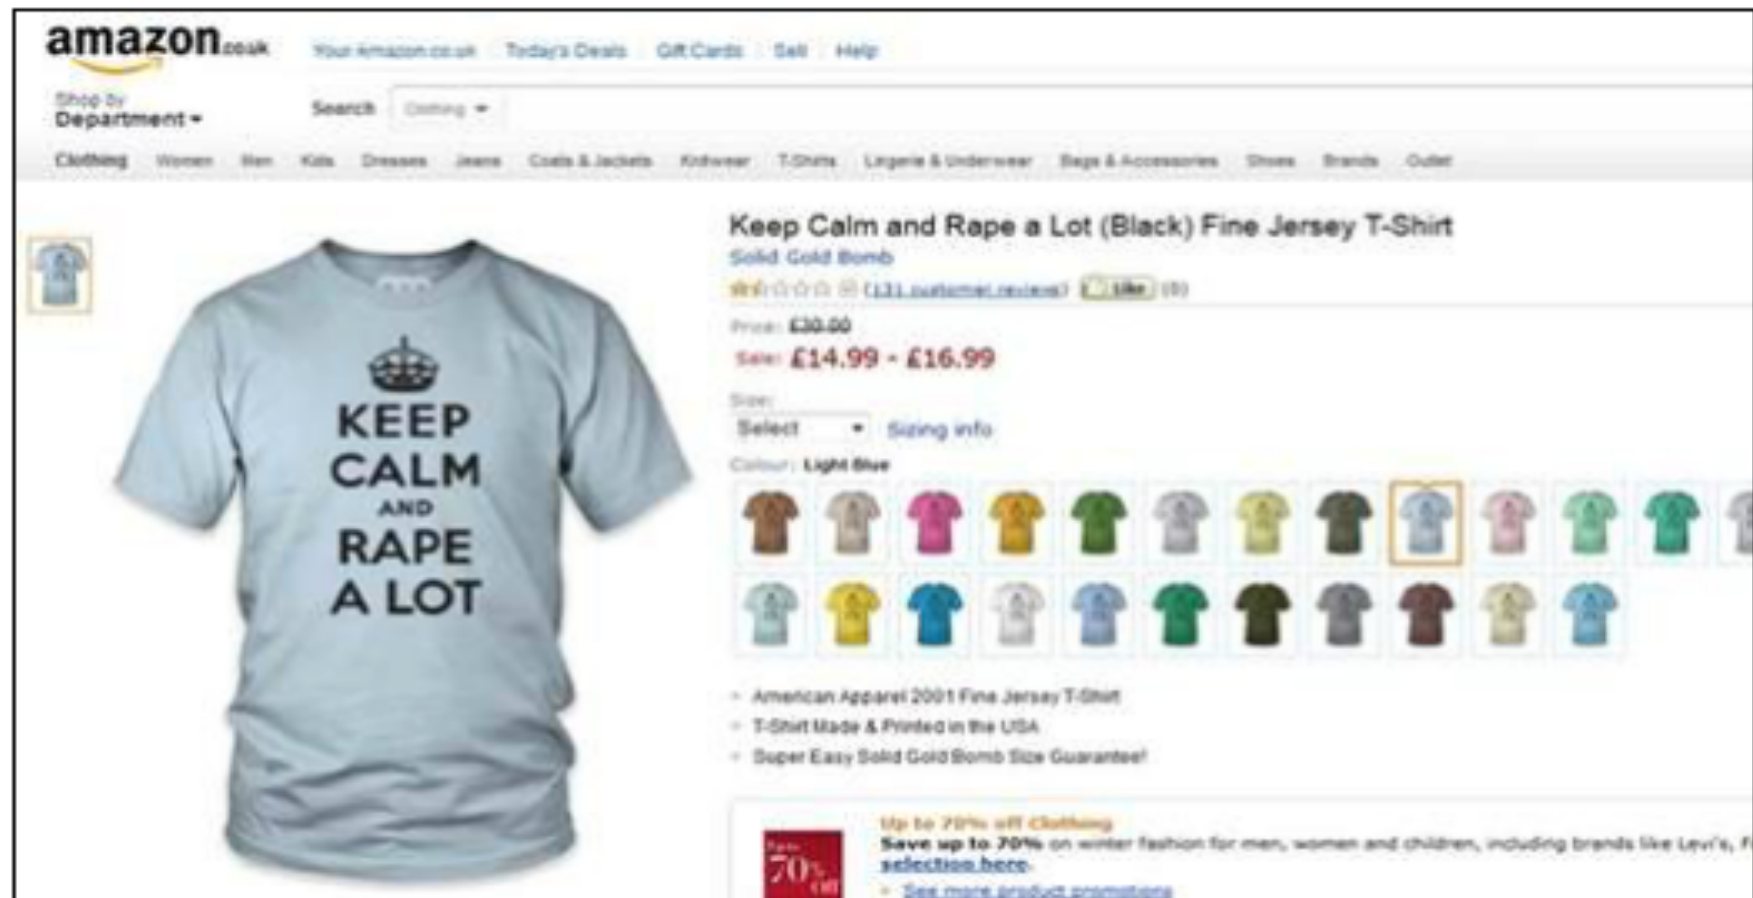 amazon.co.uk
Your Amazon.co.uk Today's Deals Gift Cards Sell Help
Shop by
Department
Search Clothing
Clothing Women Men Kids Dresses Jeans Coats & Jackets Knitwear T-Shirts Lingerie & Underwear Bags & Accessories Shoes Brands Outlet
Keep Calm and Rape a Lot (Black) Fine Jersey T-Shirt
Solid Gold Bomb
customer reviews) Like (0)
Price: £30.00
Sale: £14.99 - £16.99
Size:
Select Sizing info
Colour: Light Blue
KEEP
CALM
AND
RAPE
A LOT
American Apparel 2001 Fine Jersey T-Shirt
T-Shirt Made & Printed in the USA
Super Easy Solid Gold Bomb Size Guarantee!
Up to
70%
Off
Up to 70% off Clothing
Save up to 70% on winter fashion for men, women and children, including brands like Levi's,
selection here.
See more product promotions